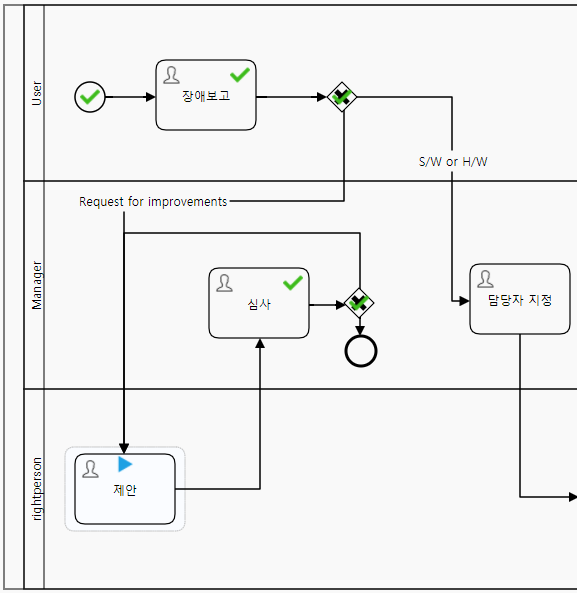 User
장애보고
S/W or H/W
Request for improvements
Manager
심사
담당자 지정
rightperson
제안